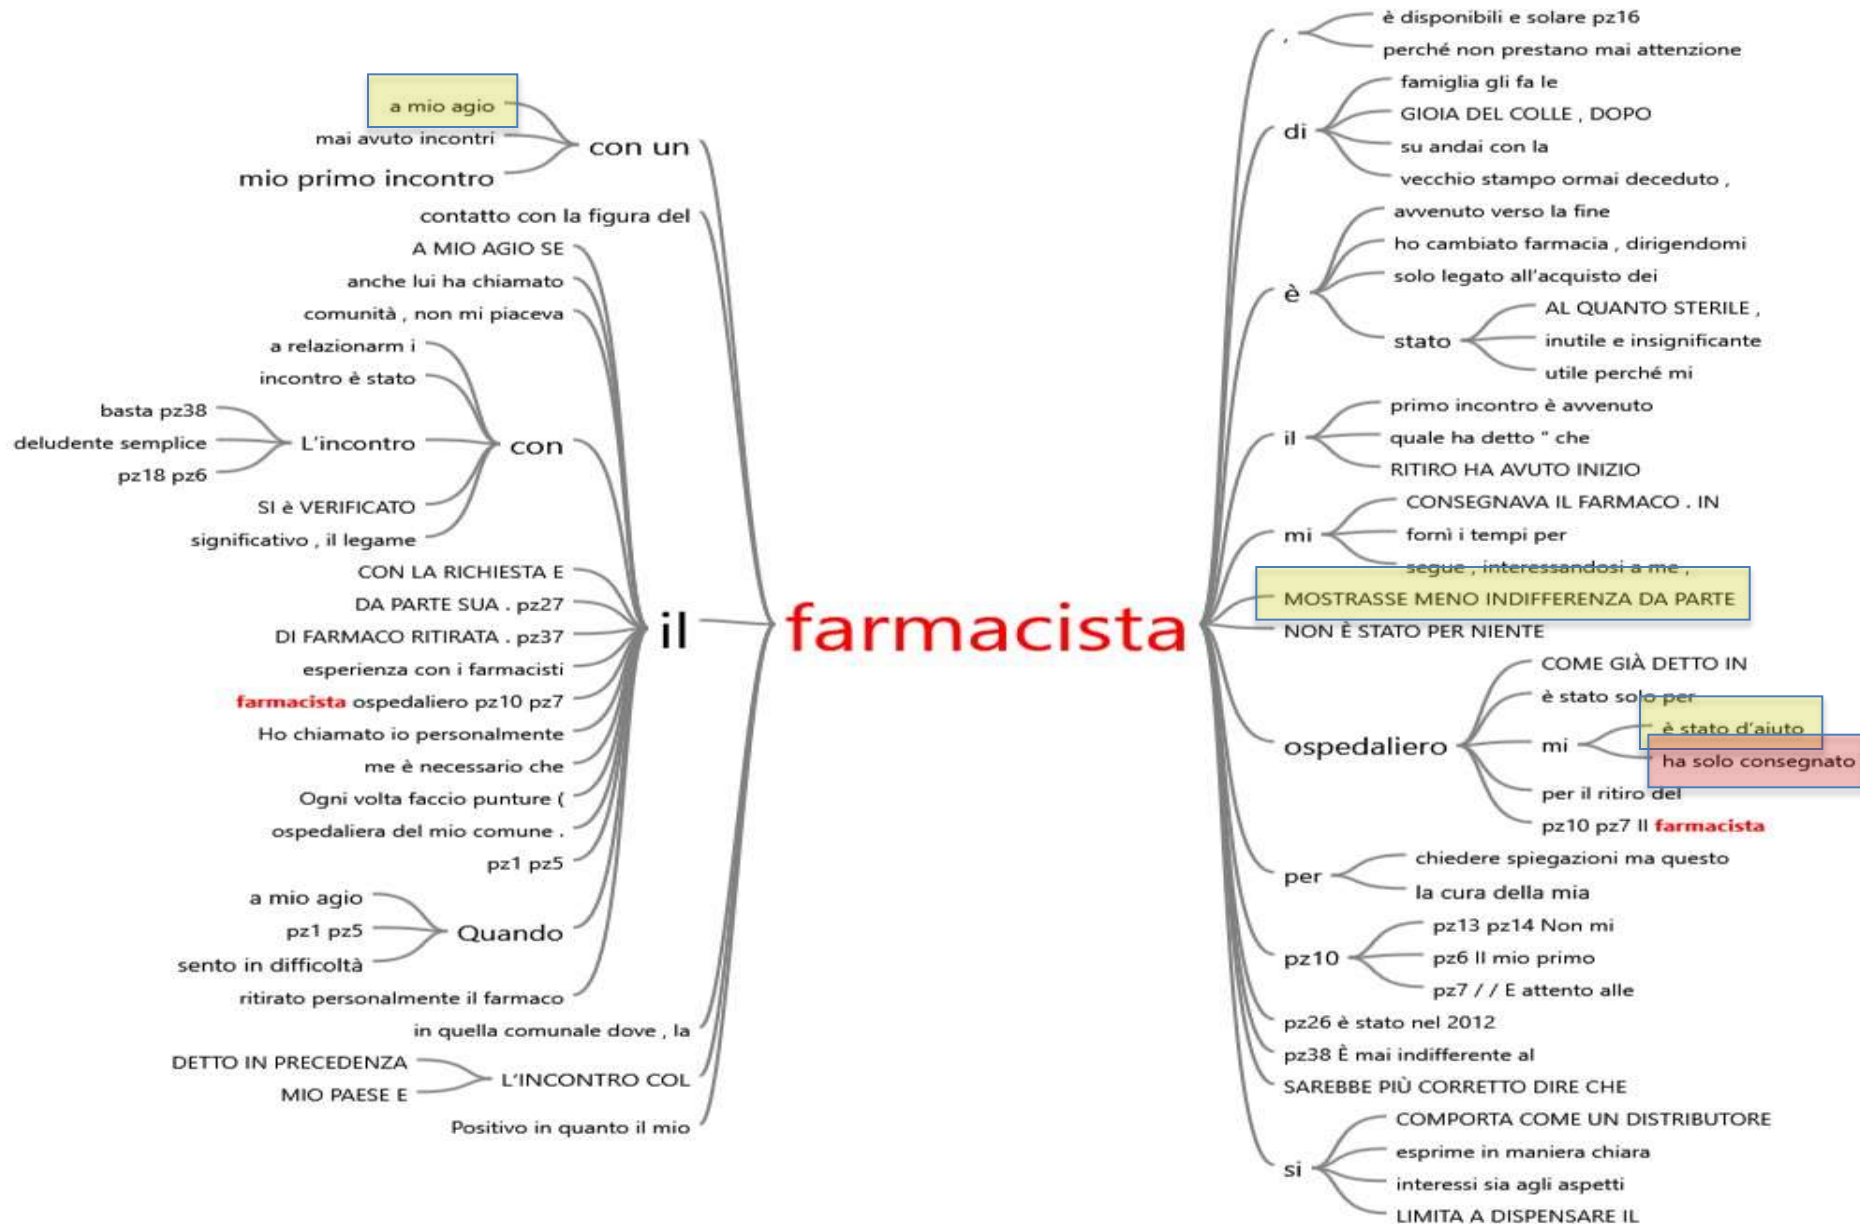 a mio agio
mai avuto incontri
mio primo incontro
con un
contatto con la figura del
A MIO AGIO SE
anche lui ha chiamato
comunità , non mi piaceva
a relazionarm i
incontro è stato
basta pz38
deludente semplice
pz18 pz6
L'incontro
SI è VERIFICATO
significativo , il legame
con
CON LA RICHIESTA E
DA PARTE SUA . pz27
DI FARMACO RITIRATA . pz37
esperienza con i farmacisti
farmacista ospedaliero pz10 pz7
Ho chiamato io personalmente
me è necessario che
Ogni volta faccio punture (
ospedaliera del mio comune .
pz1 pz5
a mio agio
pz1 pz5
sento in difficoltà
Quando
ritirato personalmente il farmaco
il
in quella comunale dove , la
DETTO IN PRECEDENZA
MIO PAESE E
L'INCONTRO COL
Positivo in quanto il mio
farmacista
,
è disponibili e solare pz16
perché non prestano mai attenzione
di
famiglia gli fa le
GIOIA DEL COLLE , DOPO
su andai con la
vecchio stampo ormai deceduto ,
è
avvenuto verso la fine
ho cambiato farmacia , dirigendomi
solo legato all'acquisto dei
stato
AL QUANTO STERILE ,
inutile e insignificante
utile perché mi
il
primo incontro è avvenuto
quale ha detto " che
RITIRO HA AVUTO INIZIO
mi
CONSEGNAVA IL FARMACO . IN
fornì i tempi per
segue , interessandosi a me ,
MOSTRASSE MENO INDIFFERENZA DA PARTE
NON È STATO PER NIENTE
ospedaliero
COME GIÀ DETTO IN
è stato solo per
mi
è stato d'aiuto
ha solo consegnato
per il ritiro del
pz10 pz7 Il farmacista
per
chiedere spiegazioni ma questo
la cura della mia
pz10
pz13 pz14 Non mi
pz6 Il mio primo
pz7 / / E attento alle
pz26 è stato nel 2012
pz38 È mai indifferente al
SAREBBE PIÙ CORRETTO DIRE CHE
si
COMPORTA COME UN DISTRIBUTORE
esprime in maniera chiara
interessi sia agli aspetti
LIMITA A DISPENSARE IL